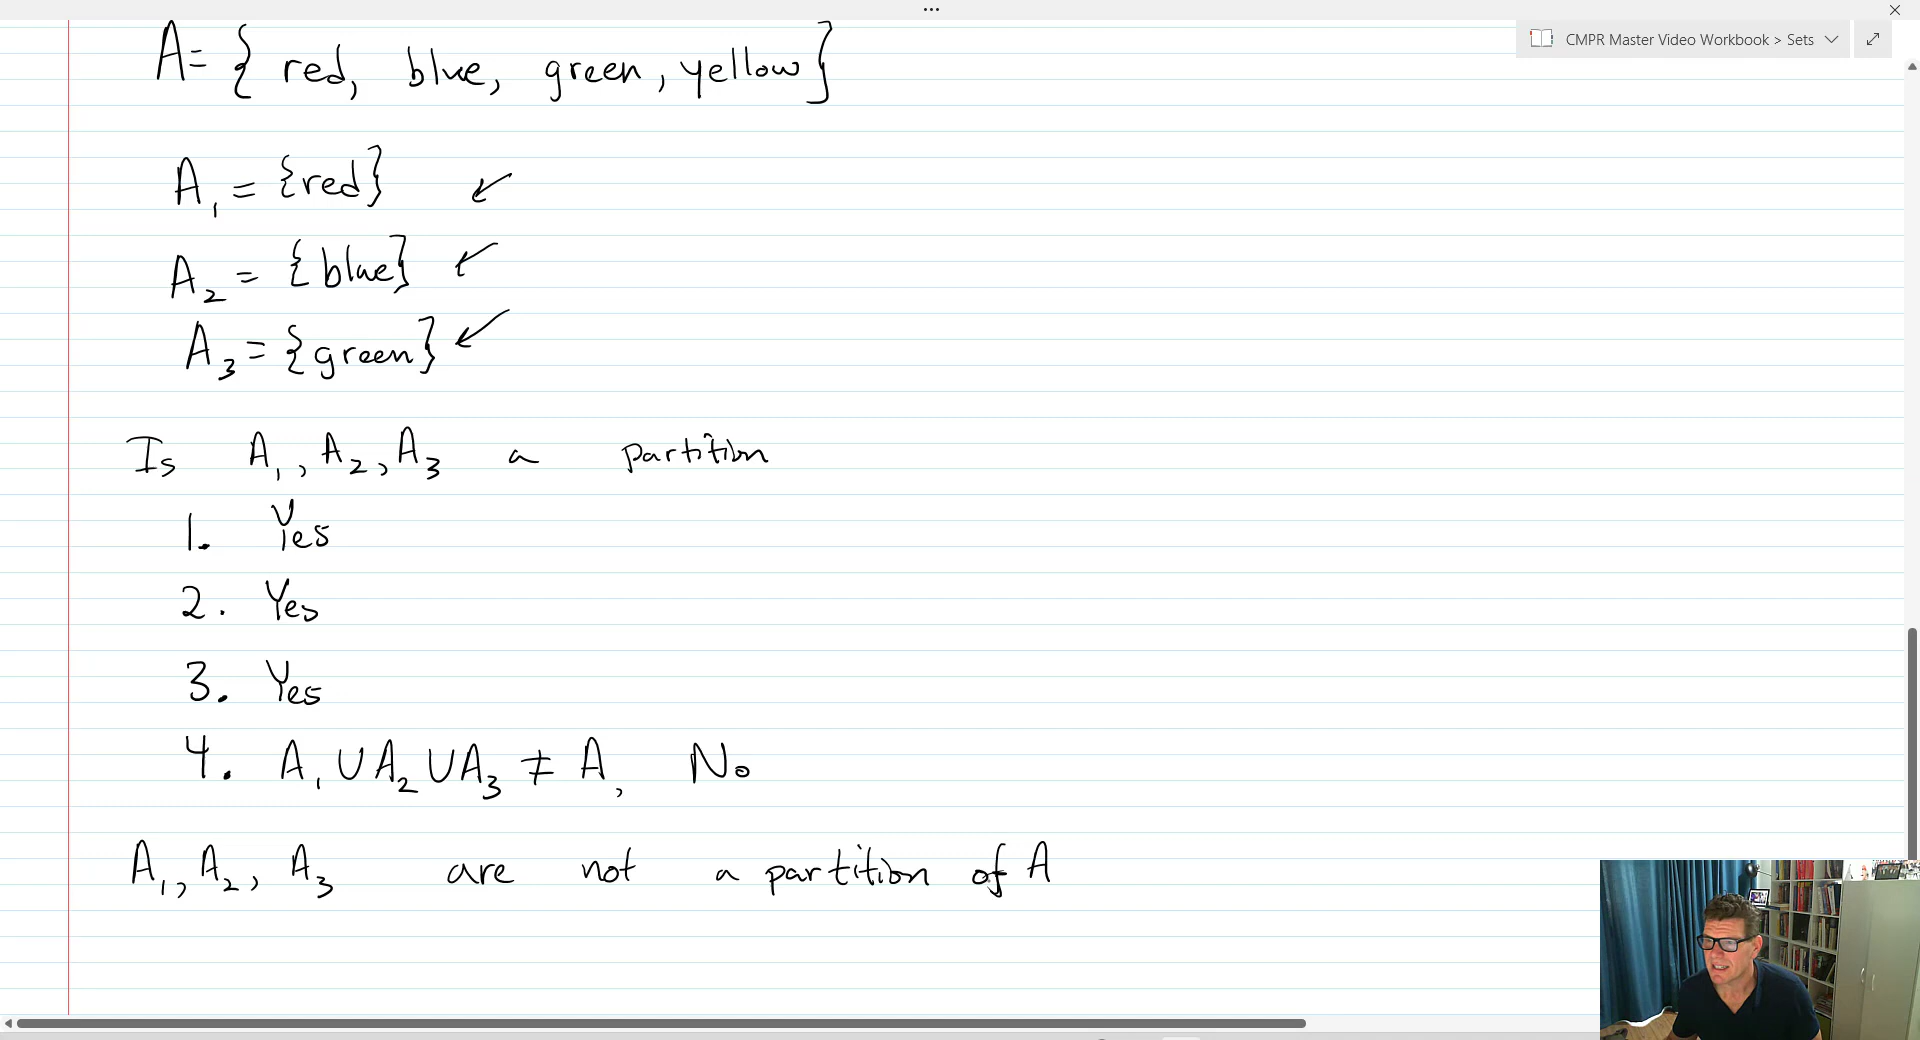 CMPR Master Video Workbook > Sets
A = { red, blue, green, yellow }
A₁ = {red} ✓
A₂ = {blue} ✓
A₃ = {green} ✓
Is A₁, A₂, A₃ a partition
1. Yes
2. Yes
3. Yes
4. A₁ ∪ A₂ ∪ A₃ ≠ A, No
A₁, A₂, A₃ are not a partition of A